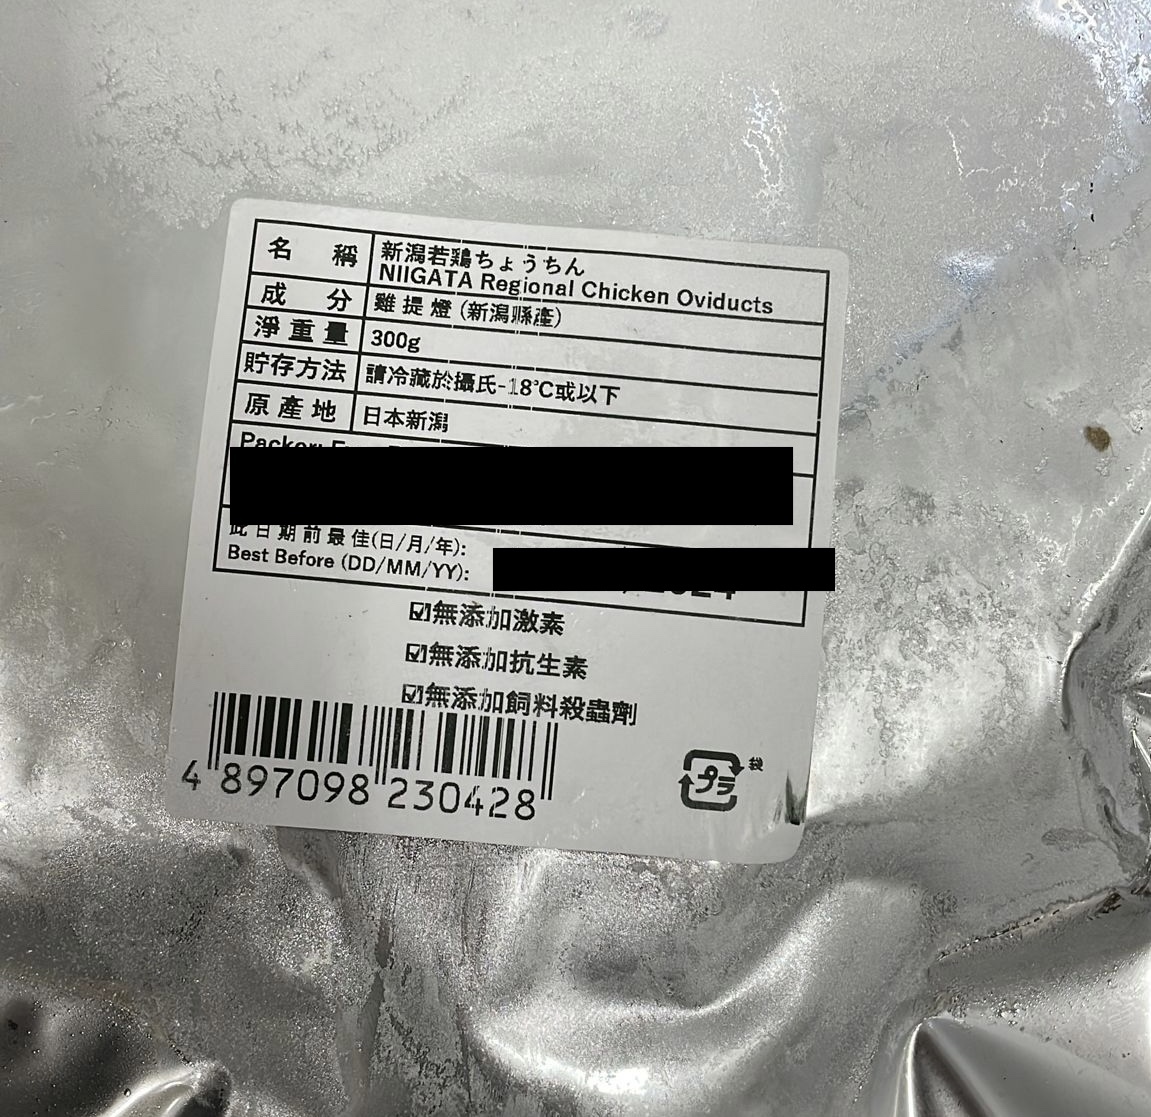 名稱 新潟若鶏ちょうちん
NIIGATA Regional Chicken Oviducts
成分 雞提燈 (新潟縣產)
淨重量 300g
貯存方法 請冷藏於攝氏-18°C或以下
原產地 日本新潟
Packer:
此日期前最佳(日/月/年):
Best Before (DD/MM/YY):
☑無添加激素
☑無添加抗生素
☑無添加飼料殺蟲劑
4 897098 230428
プラ 袋